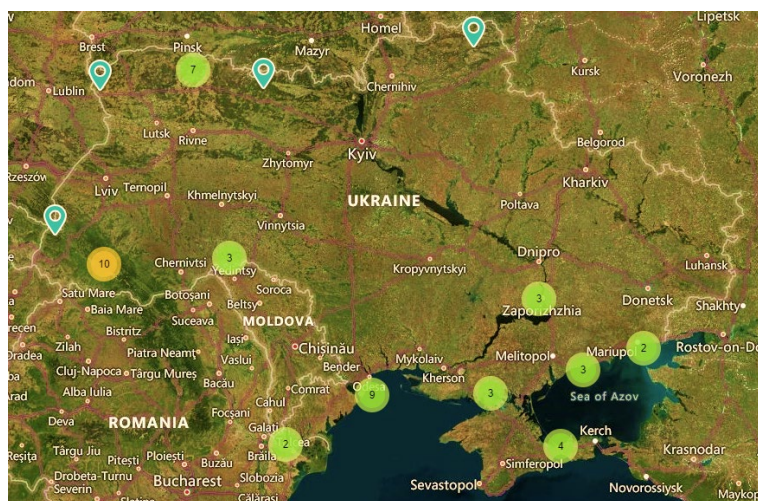 Homel
Lipetsk
Brest
Pinsk
Mazyr
7
Kursk
Voronezh
Lublin
Chernihiv
Lutsk
Rivne
Kyiv
Belgorod
Zhytomyr
Rzeszów
Lviv
Ternopil
Khmelnytskyi
Kharkiv
UKRAINE
Poltava
Vinnytsia
Dnipro
3
10
Chernivtsi
Kropyvnytskyi
Luhansk
Soroca
Satu Mare
Botoșani
Beltsy
3
Donetsk
Shakhty
Baia Mare
Suceava
MOLDOVA
Zaporizhzhia
Bistriț
Iași
Chișinău
Zilah
Piatra Neamț
Vaslui
Mykolaiv
Melitopol
Mariupol
2
Rostov-on-Do
Oradea
Cluj-Napoca
Târgu Mureș
Bender
Kherson
3
Bacău
Comrat
9
3
Sea of Azov
Alba Iulia
Arad
Cahul
Deva
ROMANIA
Focșani
Galați
2
4
Kerch
Târgu Jiu
Brăila
Krasnodar
Reșița
Pitești
Ploiești
Buzău
Simferopol
Drobeta-Turnu
Severin
Bucharest
Slobozia
Sevastopol
Novorossiysk
Călărași
Maykop